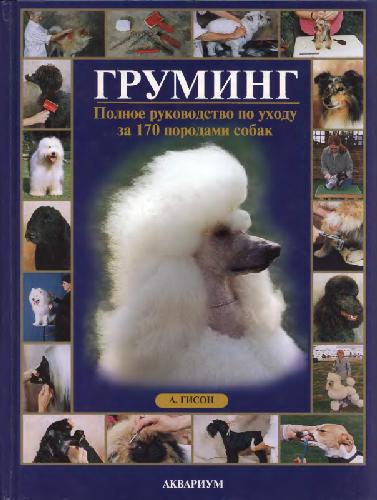 ГРУМИНГ
Полное руководство по уходу
за 170 породами собак
А. ГИСОН
АКВАРИУМ